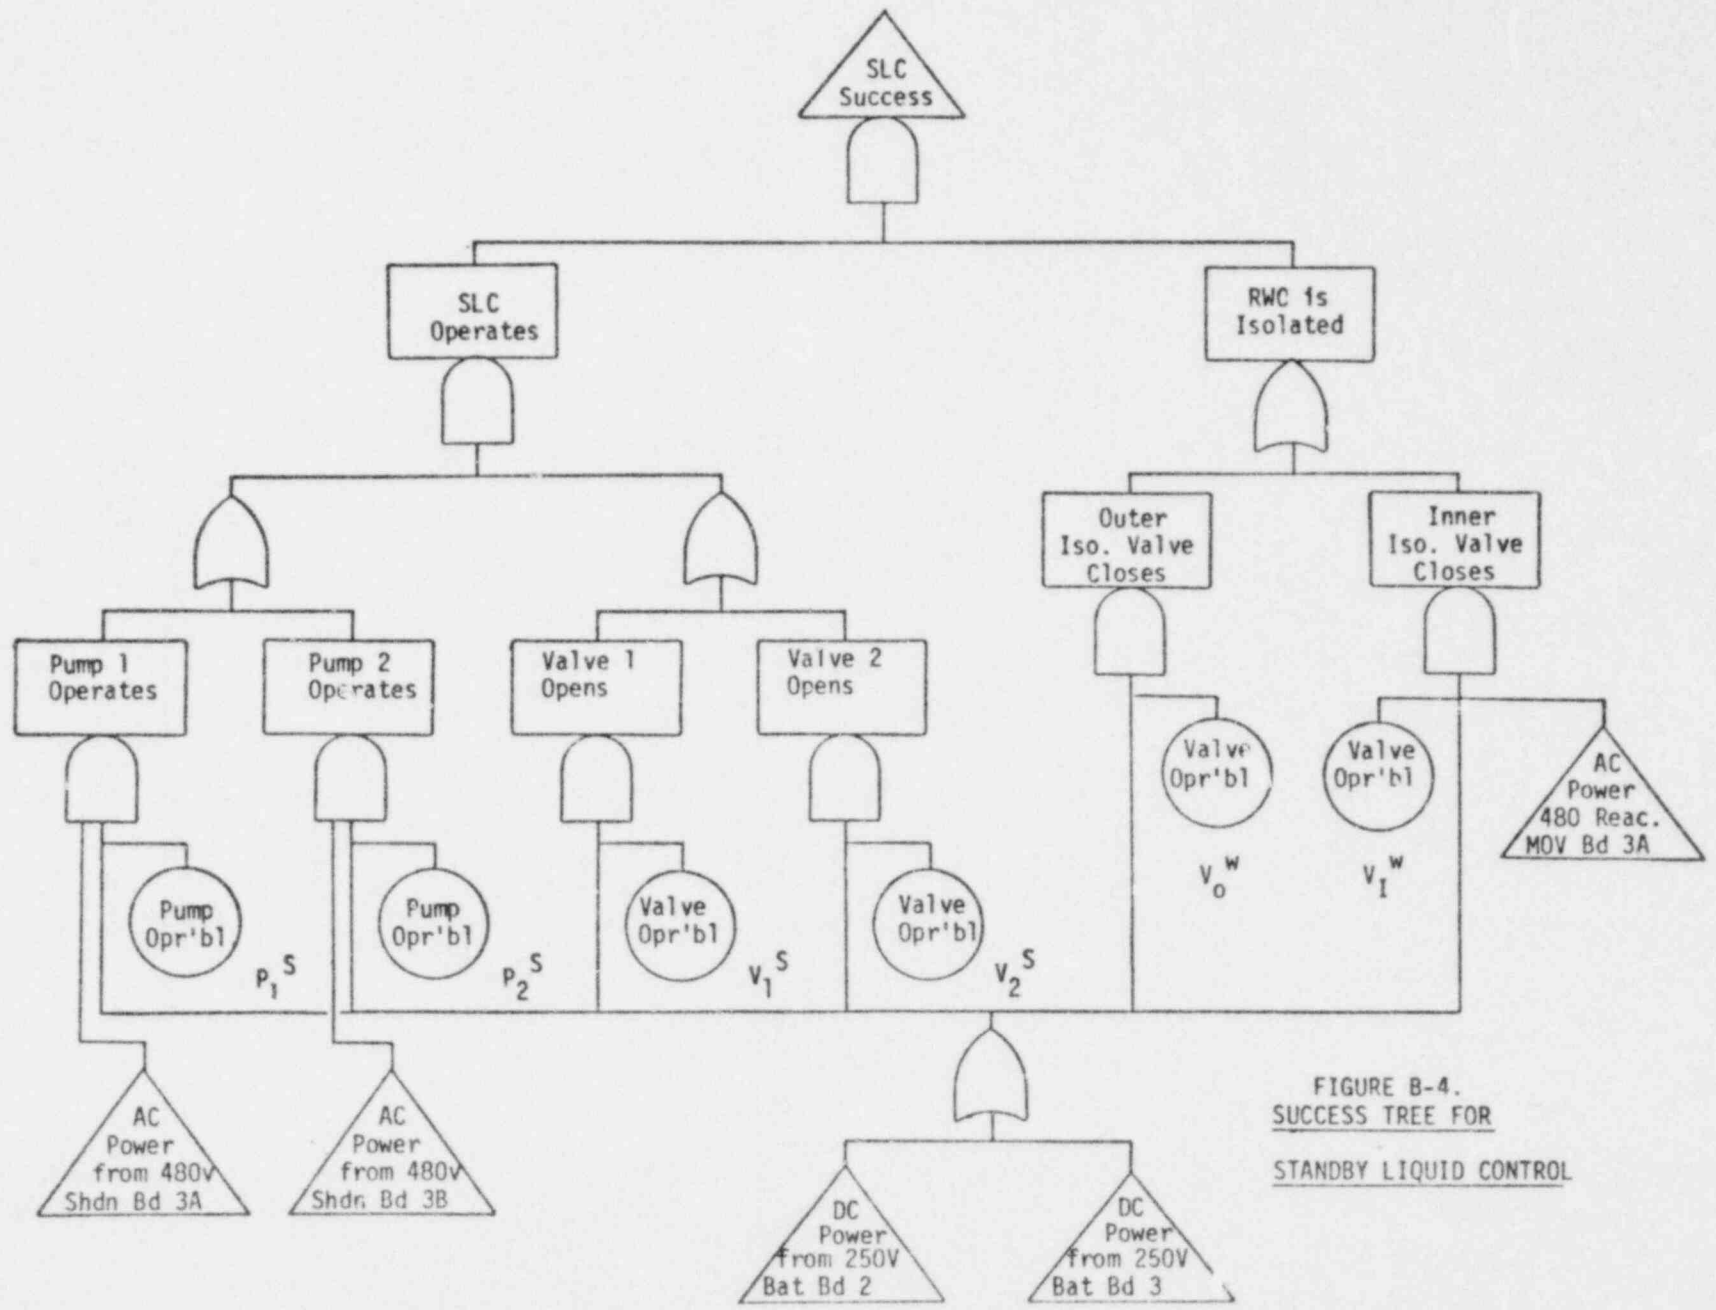 SLC
Success
SLC
Operates
RWC is
Isolated
Outer
Iso. Valve
Closes
Inner
Iso. Valve
Closes
Pump 1
Operates
Pump 2
Operates
Valve 1
Opens
Valve 2
Opens
Valve
Opr'bl
Valve
Opr'bl
AC
Power
480 Reac.
MOV Bd 3A
V_o^W
V_I^W
Pump
Opr'bl
Pump
Opr'bl
Valve
Opr'bl
Valve
Opr'bl
P_1^S
P_2^S
V_1^S
V_2^S
AC
Power
from 480v
Shdn Bd 3A
AC
Power
from 480v
Shdn Bd 3B
DC
Power
from 250V
Bat Bd 2
DC
Power
from 250V
Bat Bd 3
FIGURE B-4.
SUCCESS TREE FOR
STANDBY LIQUID CONTROL